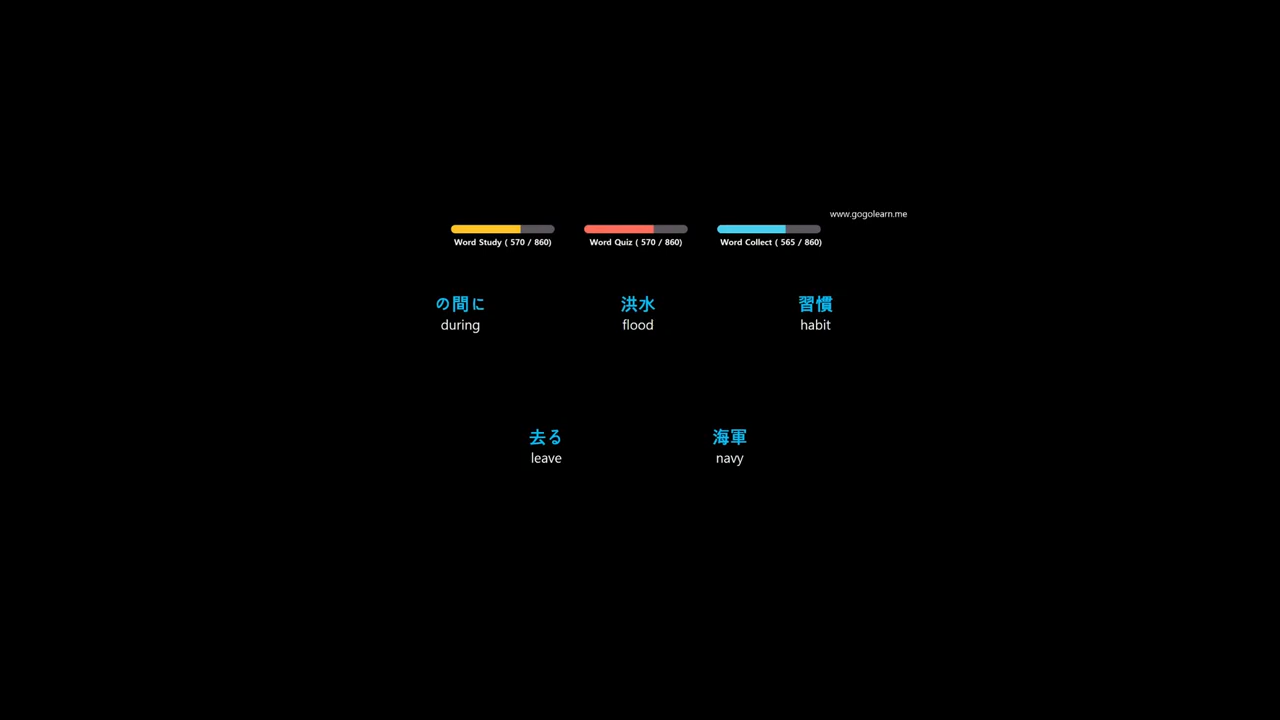 www.gogolearn.me
Word Study ( 570 / 860)
Word Quiz ( 570 / 860)
Word Collect ( 565 / 860)
の間に
during
洪水
flood
習慣
habit
去る
leave
海軍
navy